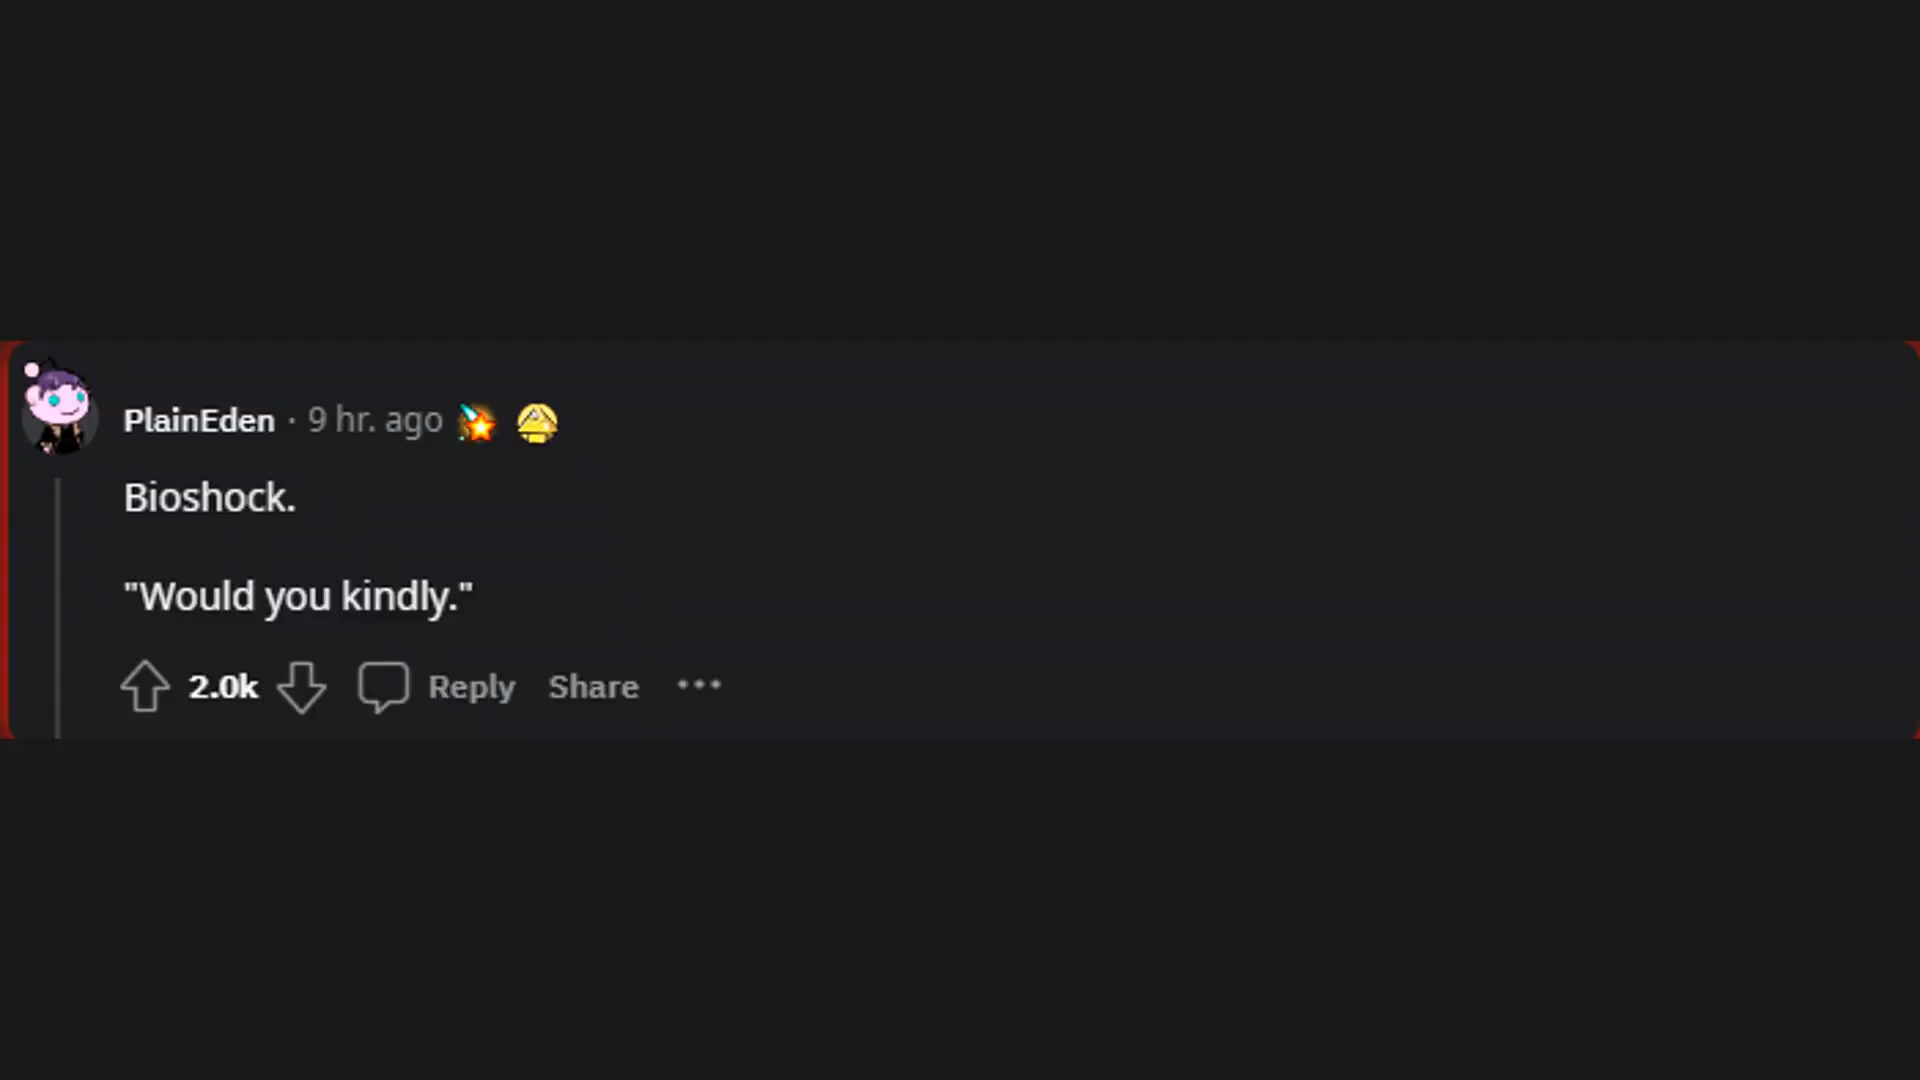 PlainEden · 9 hr. ago
Bioshock.
"Would you kindly."
2.0k Reply Share ···